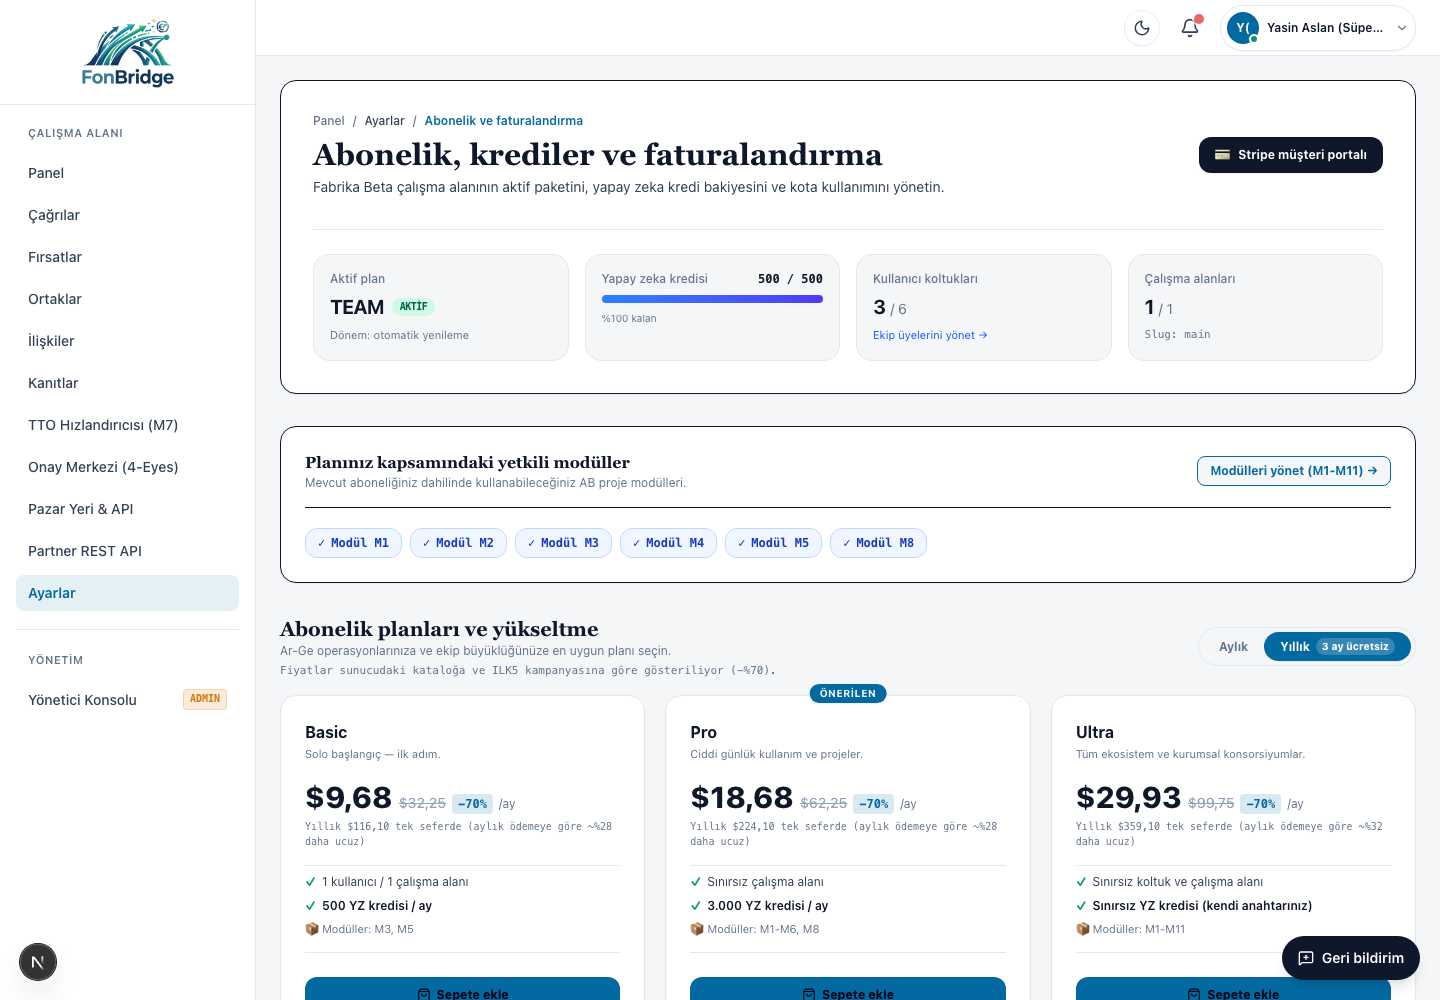 FonBridge
Y(
Yasin Aslan (Süpe...
ÇALIŞMA ALANI
Panel
Çağrılar
Fırsatlar
Ortaklar
İlişkiler
Kanıtlar
TTO Hızlandırıcısı (M7)
Onay Merkezi (4-Eyes)
Pazar Yeri & API
Partner REST API
Ayarlar
YÖNETİM
Yönetici Konsolu ADMIN
N
Panel / Ayarlar / Abonelik ve faturalandırma
Abonelik, krediler ve faturalandırma
Fabrika Beta çalışma alanının aktif paketini, yapay zeka kredi bakiyesini ve kota kullanımını yönetin.
💳 Stripe müşteri portalı
Aktif plan
TEAM AKTİF
Dönem: otomatik yenileme
Yapay zeka kredisi 500 / 500
%100 kalan
Kullanıcı koltukları
3 / 6
Ekip üyelerini yönet →
Çalışma alanları
1 / 1
Slug: main
Planınız kapsamındaki yetkili modüller
Mevcut aboneliğiniz dahilinde kullanabileceğiniz AB proje modülleri.
Modülleri yönet (M1-M11) →
✓ Modül M1 ✓ Modül M2 ✓ Modül M3 ✓ Modül M4 ✓ Modül M5 ✓ Modül M8
Abonelik planları ve yükseltme
Ar-Ge operasyonlarınıza ve ekip büyüklüğünüze en uygun planı seçin.
Fiyatlar sunucudaki kataloğa ve ILK5 kampanyasına göre gösteriliyor (−%70).
Aylık Yıllık 3 ay ücretsiz
Basic
Solo başlangıç — ilk adım.
$9,68 $32,25 −70% /ay
Yıllık $116,10 tek seferde (aylık ödemeye göre ~%28
daha ucuz)
✓ 1 kullanıcı / 1 çalışma alanı
✓ 500 YZ kredisi / ay
📦 Modüller: M3, M5
Sepete ekle
ÖNERİLEN
Pro
Ciddi günlük kullanım ve projeler.
$18,68 $62,25 −70% /ay
Yıllık $224,10 tek seferde (aylık ödemeye göre ~%28
daha ucuz)
✓ Sınırsız çalışma alanı
✓ 3.000 YZ kredisi / ay
📦 Modüller: M1-M6, M8
Sepete ekle
Ultra
Tüm ekosistem ve kurumsal konsorsiyumlar.
$29,93 $99,75 −70% /ay
Yıllık $359,10 tek seferde (aylık ödemeye göre ~%32
daha ucuz)
✓ Sınırsız koltuk ve çalışma alanı
✓ Sınırsız YZ kredisi (kendi anahtarınız)
📦 Modüller: M1-M11
Sepete ekle
Geri bildirim